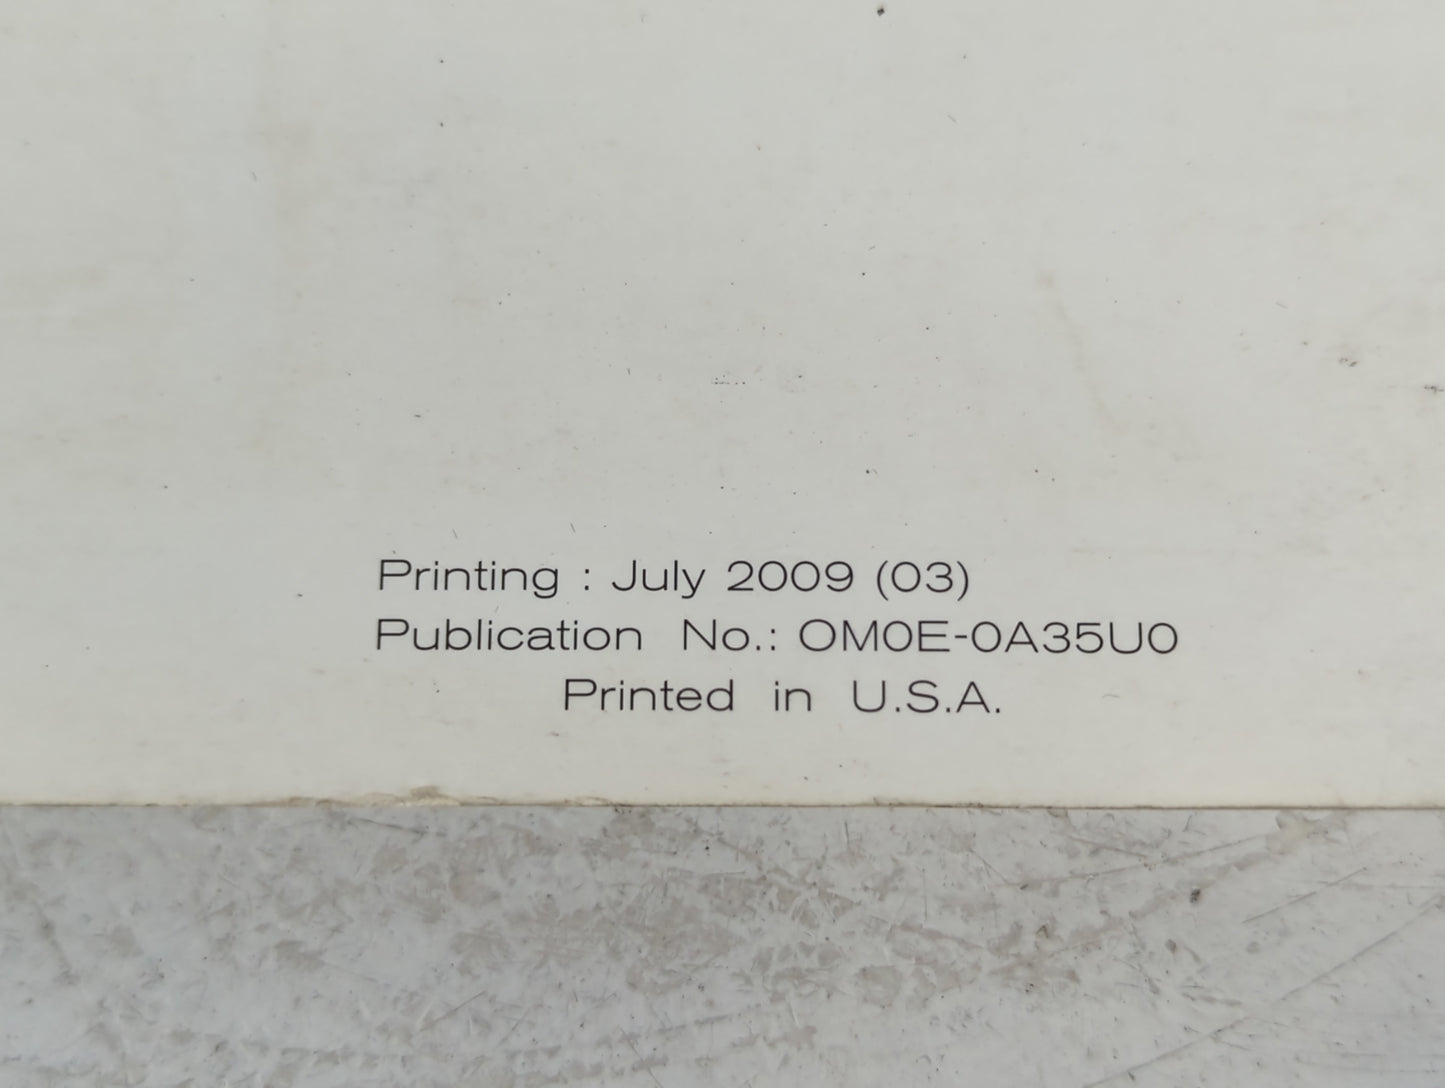 Printing : July 2009 (03)
Publication No.: OM0E-0A35U0
Printed in U.S.A.